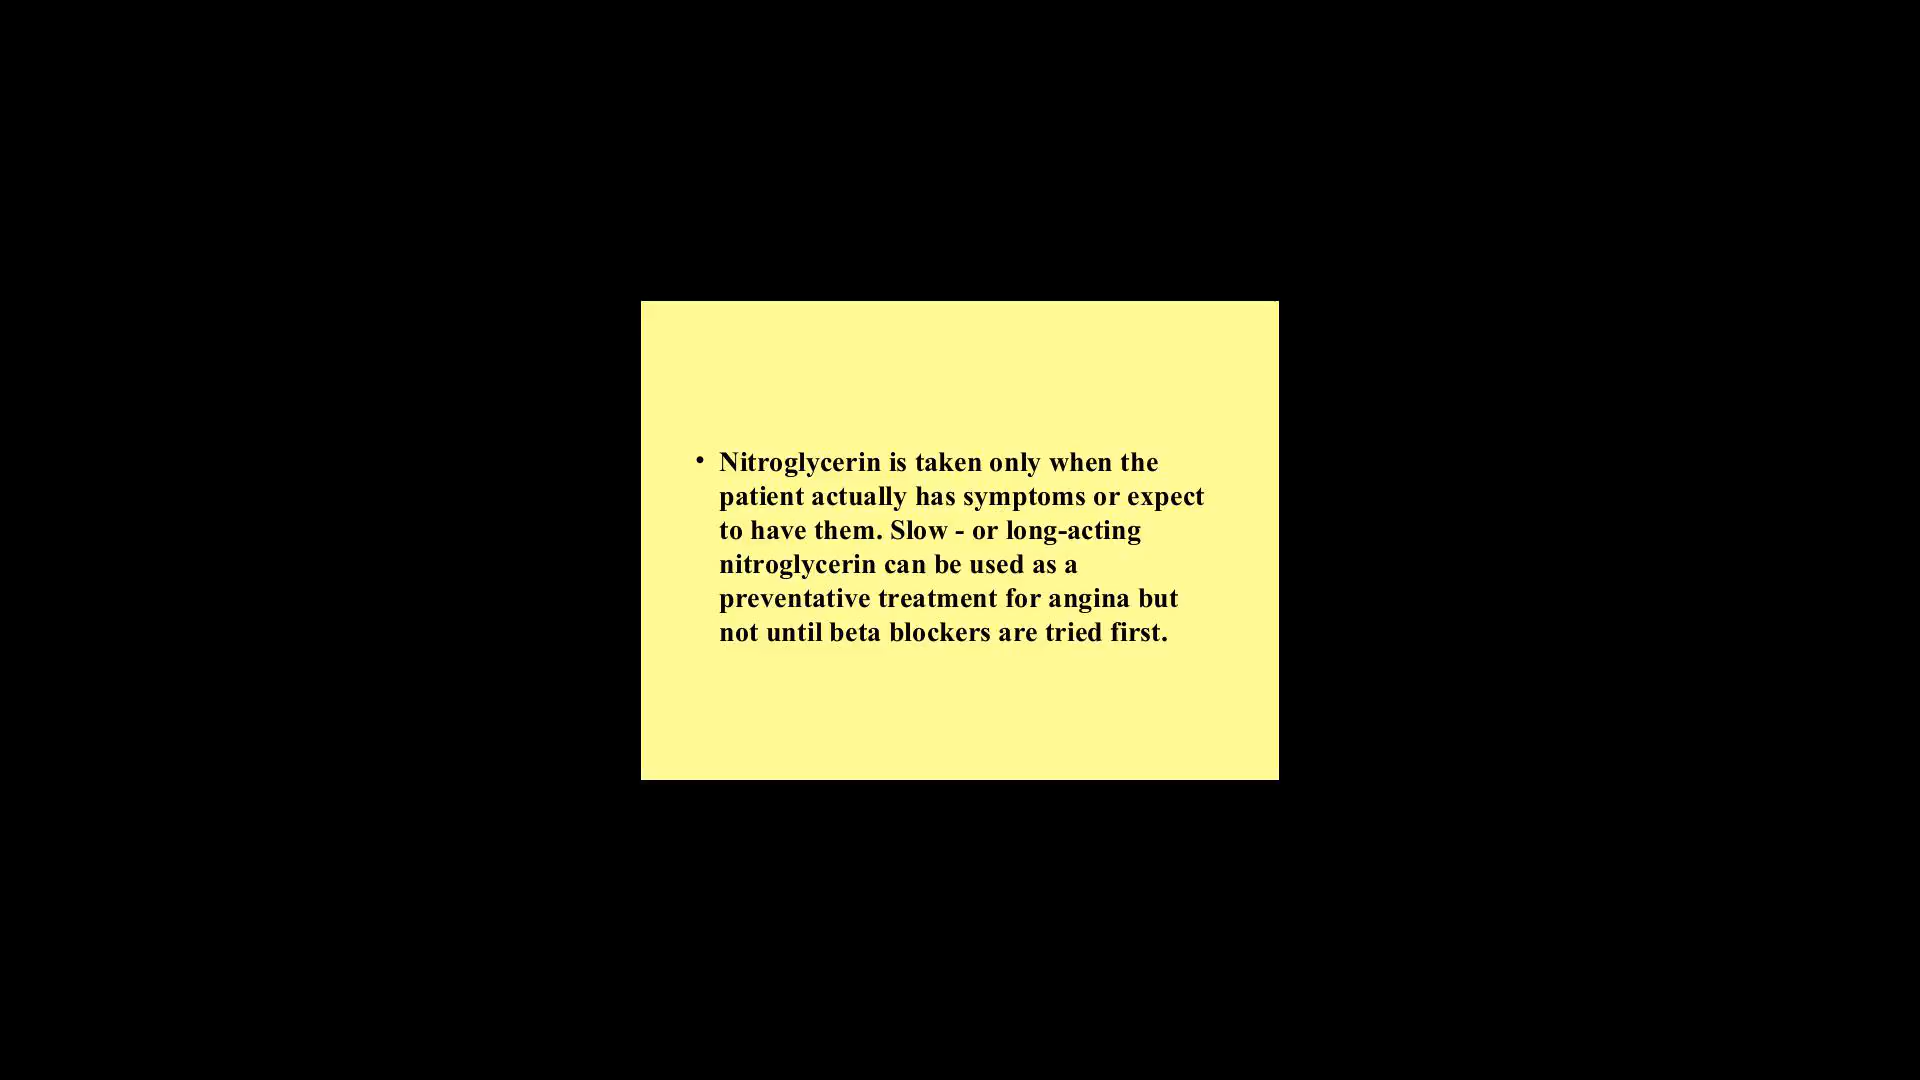 • Nitroglycerin is taken only when the
patient actually has symptoms or expect
to have them. Slow - or long-acting
nitroglycerin can be used as a
preventative treatment for angina but
not until beta blockers are tried first.